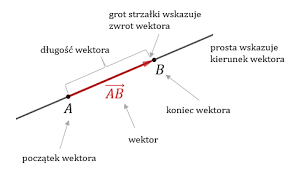 grot strzałki wskazuje
zwrot wektora
długość wektora
prosta wskazuje
kierunek wektora
B
AB
A
koniec wektora
wektor
początek wektora